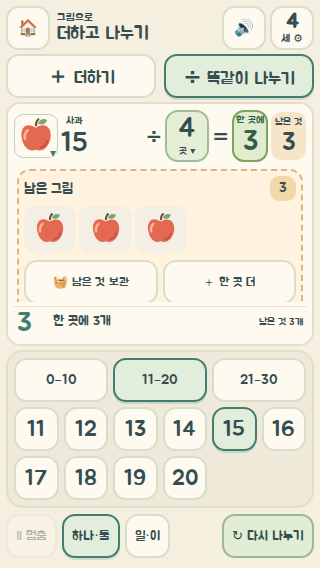 그림으로
더하고 나누기
4
세
+ 더하기
÷ 똑같이 나누기
사과
15
÷
4
곳 ▾
=
한 곳에
3
남은 것
3
남은 그림
3
🧺 남은 것 보관
+ 한 곳 더
3
한 곳에 3개
남은 것 3개
0–10
11–20
21–30
11
12
13
14
15
16
17
18
19
20
Ⅱ 멈춤
하나·둘
일·이
↻ 다시 나누기